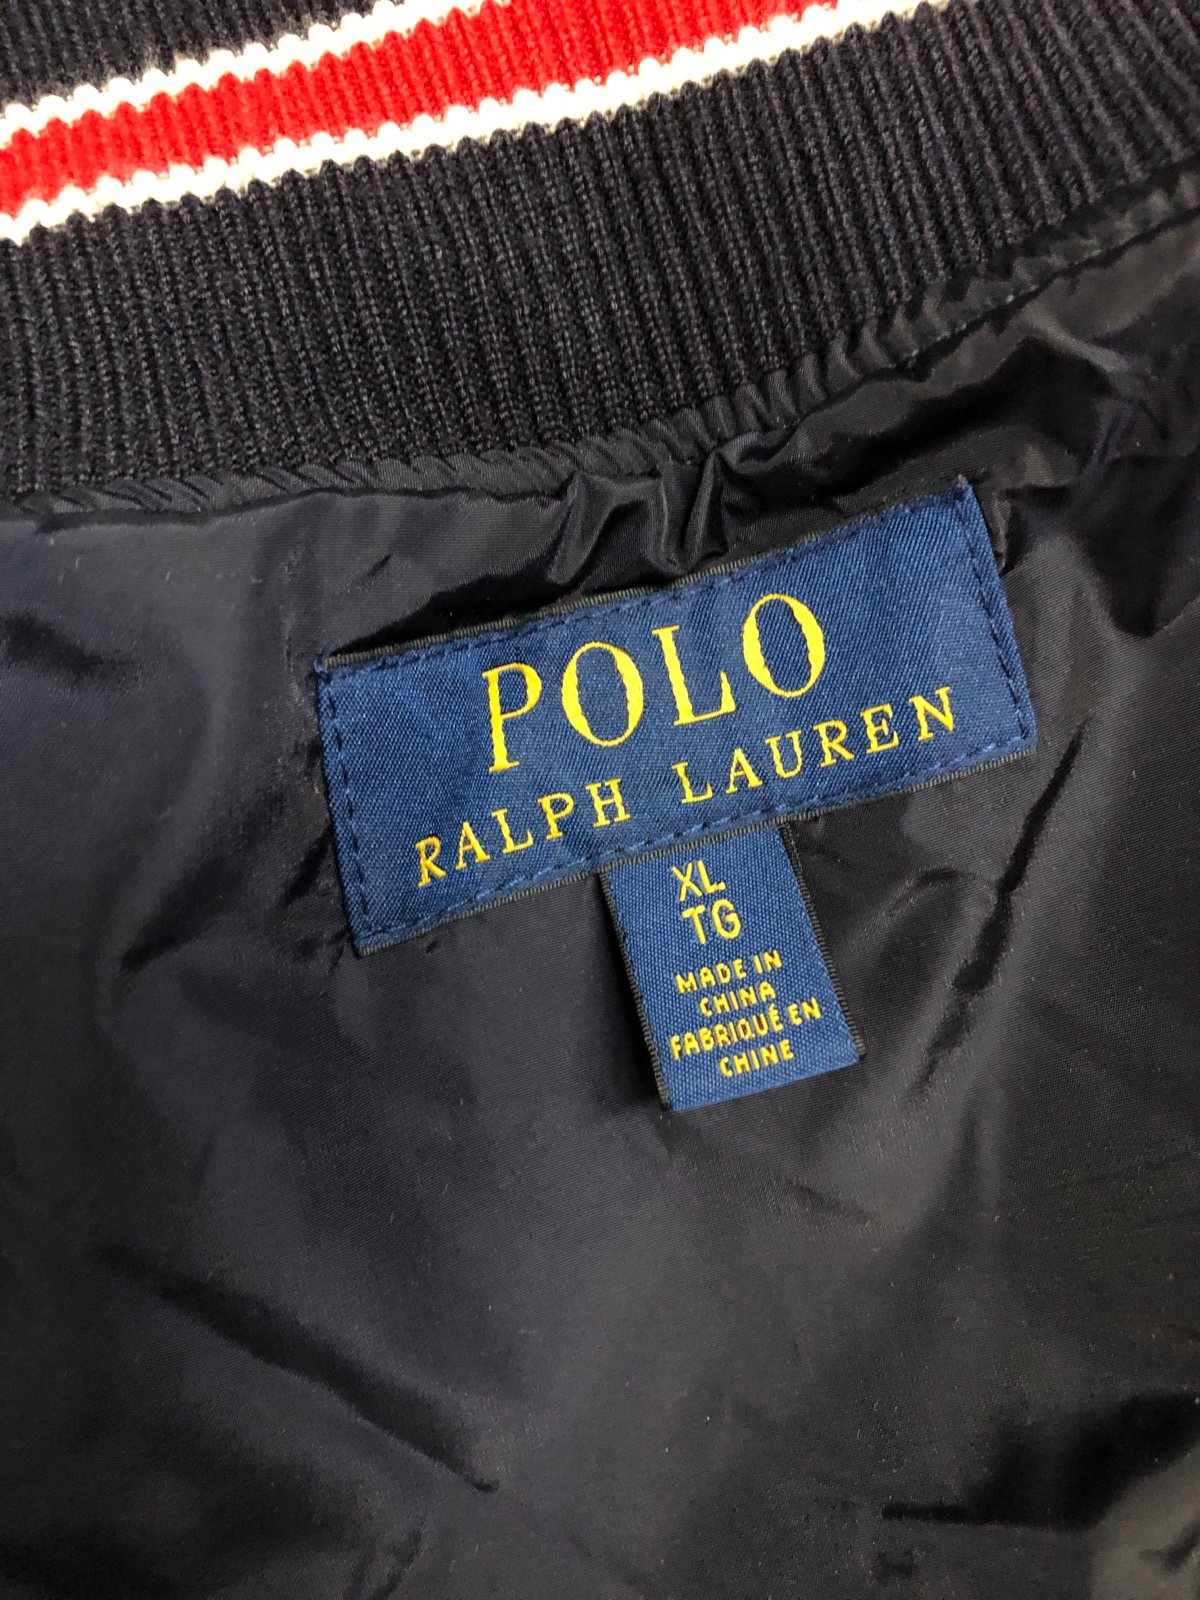 POLO
RALPH LAUREN
XL
TG
MADE IN
CHINA
FABRIQUÉ EN
CHINE